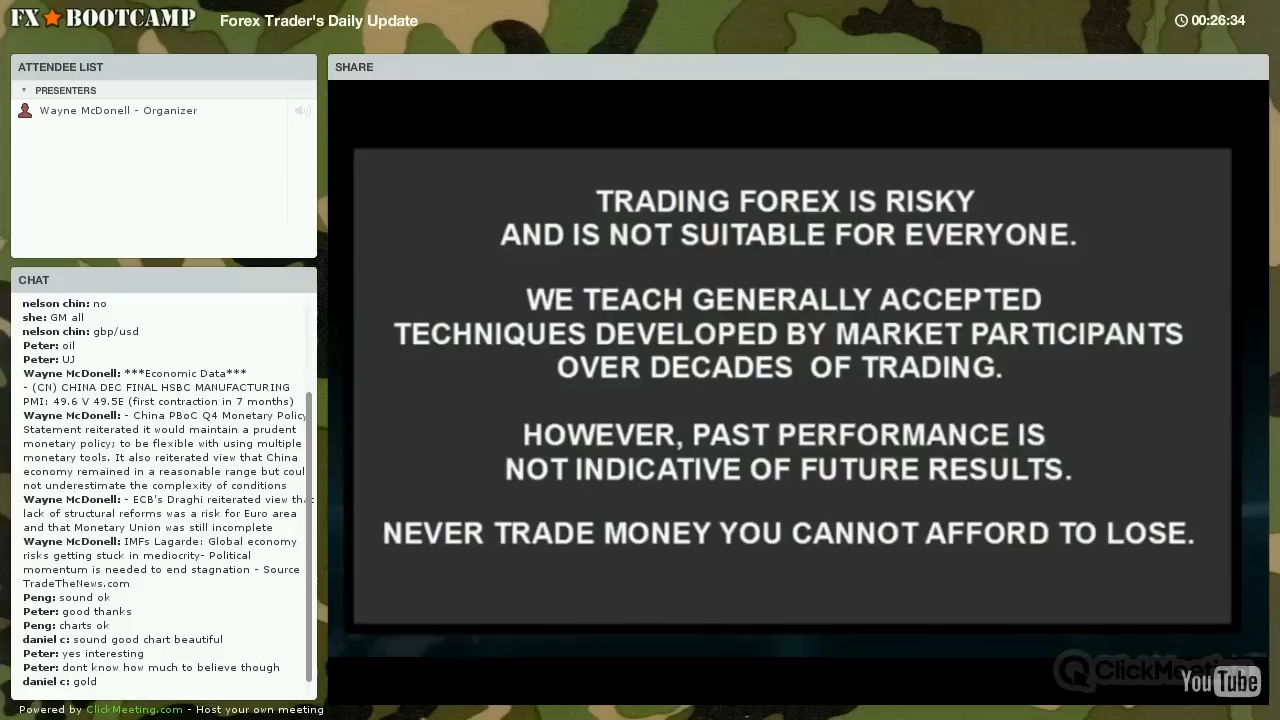 FX BOOTCAMP
Forex Trader's Daily Update
00:26:34
ATTENDEE LIST
PRESENTERS
Wayne McDonell - Organizer
CHAT
nelson chin: no
she: GM all
nelson chin: gbp/usd
Peter: oil
Peter: UJ
Wayne McDonell: ***Economic Data***
- (CN) CHINA DEC FINAL HSBC MANUFACTURING
PMI: 49.6 V 49.5E (first contraction in 7 months)
Wayne McDonell: - China PBoC Q4 Monetary Policy
Statement reiterated it would maintain a prudent
monetary policy; to be flexible with using multiple
monetary tools. It also reiterated view that China
economy remained in a reasonable range but coul
not underestimate the complexity of conditions
Wayne McDonell: - ECB's Draghi reiterated view that
lack of structural reforms was a risk for Euro area
and that Monetary Union was still incomplete
Wayne McDonell: IMFs Lagarde: Global economy
risks getting stuck in mediocrity- Political
momentum is needed to end stagnation - Source
TradeTheNews.com
Peng: sound ok
Peter: good thanks
Peng: charts ok
daniel c: sound good chart beautiful
Peter: yes interesting
Peter: dont know how much to believe though
daniel c: gold
Powered by ClickMeeting.com - Host your own meeting
SHARE
TRADING FOREX IS RISKY
AND IS NOT SUITABLE FOR EVERYONE.
WE TEACH GENERALLY ACCEPTED
TECHNIQUES DEVELOPED BY MARKET PARTICIPANTS
OVER DECADES OF TRADING.
HOWEVER, PAST PERFORMANCE IS
NOT INDICATIVE OF FUTURE RESULTS.
NEVER TRADE MONEY YOU CANNOT AFFORD TO LOSE.
ClickMeeting
YouTube